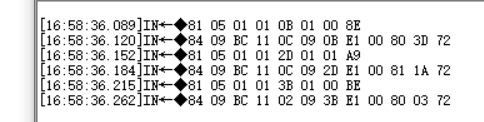 [16:58:36.089]IN←◆81 05 01 01 0B 01 00 8E
[16:58:36.120]IN←◆84 09 BC 11 0C 09 0B E1 00 80 3D 72
[16:58:36.152]IN←◆81 05 01 01 2D 01 01 A9
[16:58:36.184]IN←◆84 09 BC 11 0C 09 2D E1 00 81 1A 72
[16:58:36.215]IN←◆81 05 01 01 3B 01 00 BE
[16:58:36.262]IN←◆84 09 BC 11 02 09 3B E1 00 80 03 72